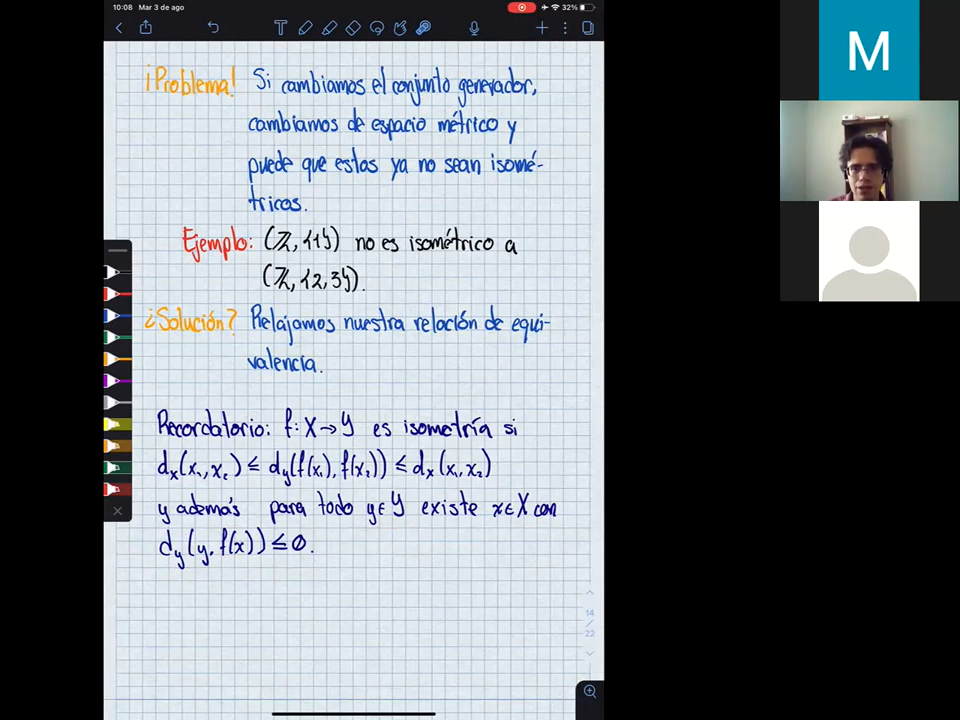 10:08 Mar 3 de ago
32%
¡Problema! Si cambiamos el conjunto generador,
cambiamos de espacio métrico y
puede que estos ya no sean isomé-
tricos.
Ejemplo: (ℤ, {1}) no es isométrico a
(ℤ, {2, 3}).
¿Solución? Relajamos nuestra relación de equi-
valencia.
Recordatorio: f: X → Y es isometría si
d_X(x₁, x₂) ≤ d_Y(f(x₁), f(x₂)) ≤ d_X(x₁, x₂)
y además para todo y ∈ Y existe x ∈ X con
d_Y(y, f(x)) ≤ 0.
14
/
22
M